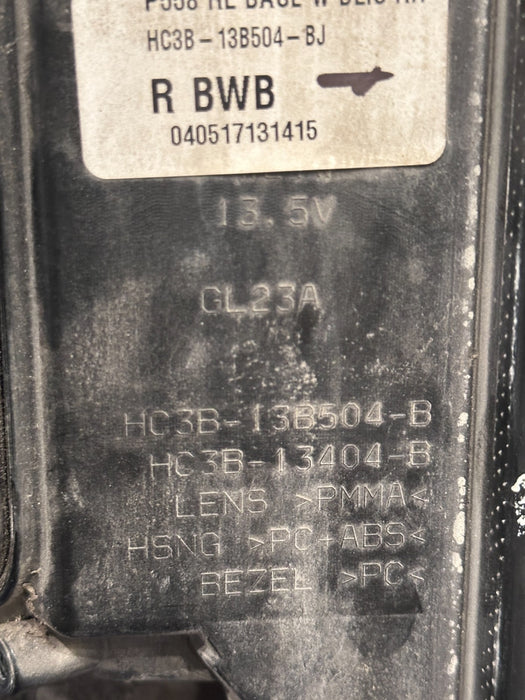 HC3B-13B504-BJ
R BWB
040517131415
13.5V
GL23A
HC3B-13B504-B
HC3B-13404-B
LENS >PMMA<
HSNG >PC+ABS<
BEZEL >PC<